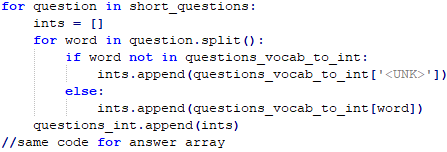 for question in short_questions:
    ints = []
    for word in question.split():
        if word not in questions_vocab_to_int:
            ints.append(questions_vocab_to_int['<UNK>'])
        else:
            ints.append(questions_vocab_to_int[word])
    questions_int.append(ints)
//same code for answer array